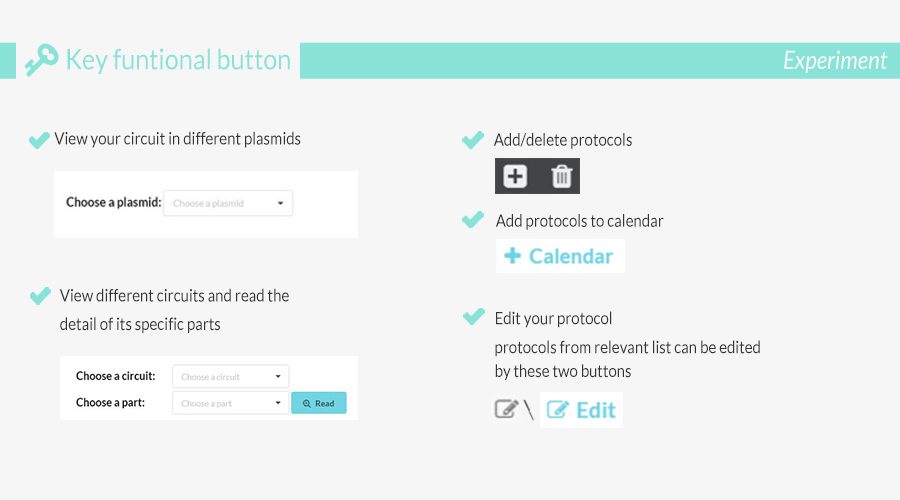 Key funtional button
Experiment
View your circuit in different plasmids
Choose a plasmid: Choose a plasmid
View different circuits and read the
detail of its specific parts
Choose a circuit: Choose a circuit
Choose a part: Choose a part Read
Add/delete protocols
Add protocols to calendar
+ Calendar
Edit your protocol
protocols from relevant list can be edited
by these two buttons
\ Edit